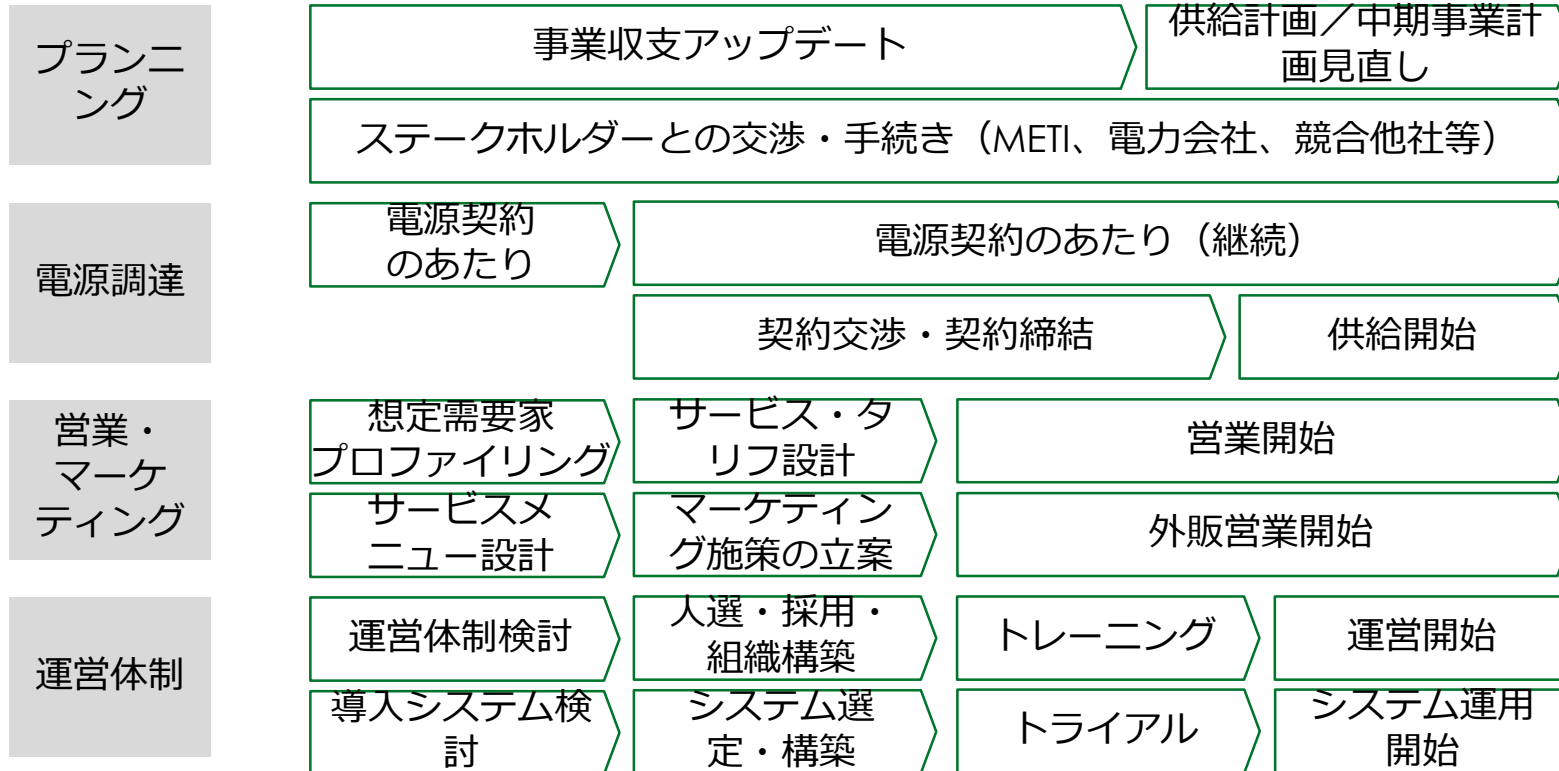 プランニ
ング
事業収支アップデート
供給計画／中期事業計
画見直し
ステークホルダーとの交渉・手続き（METI、電力会社、競合他社等）
電源調達
電源契約
のあたり
電源契約のあたり（継続）
契約交渉・契約締結
供給開始
営業・
マーケ
ティング
想定需要家
プロファイリング
サービス・タ
リフ設計
営業開始
サービスメ
ニュー設計
マーケティン
グ施策の立案
外販営業開始
運営体制
運営体制検討
人選・採用・
組織構築
トレーニング
運営開始
導入システム検
討
システム選
定・構築
トライアル
システム運用
開始